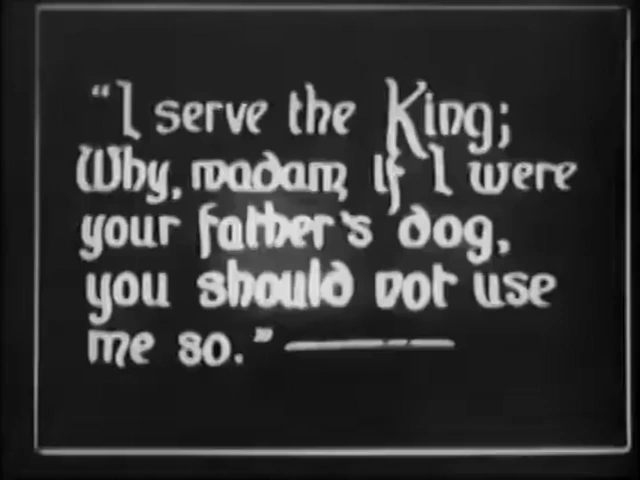 "I serve the King;
Why, madam, if I were
your father's dog,
you should not use
me so."